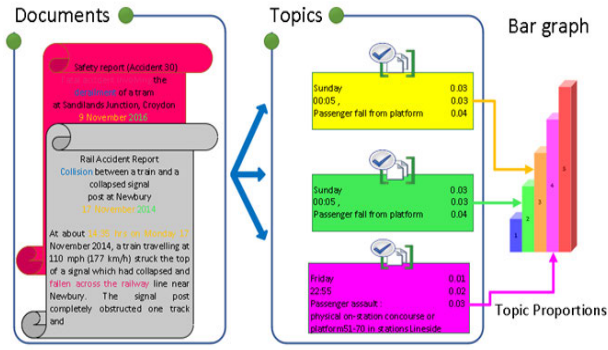 Documents
Topics
Bar graph
Safety report (Accident 30)
the
of a tram
at Sandilands Junction, Croydon
9 November 2016
Rail Accident Report
Collision between a train and a
collapsed signal
post at Newbury
17 November 2014
At about
November 2014, a train travelling at
110 mph (177 km/h) struck the top
of a signal which had collapsed and
fallen across the railway line near
Newbury. The signal post
completely obstructed one track
and
Sunday 0.03
00:05 , 0.03
Passenger fall from platform 0.04
Sunday 0.03
00:05 , 0.03
Passenger fall from platform 0.04
Friday 0.01
22:55 0.02
Passenger assault : 0.03
physical on-station concourse or
platform51-70 in stations Lineside
1
2
3
4
5
Topic Proportions